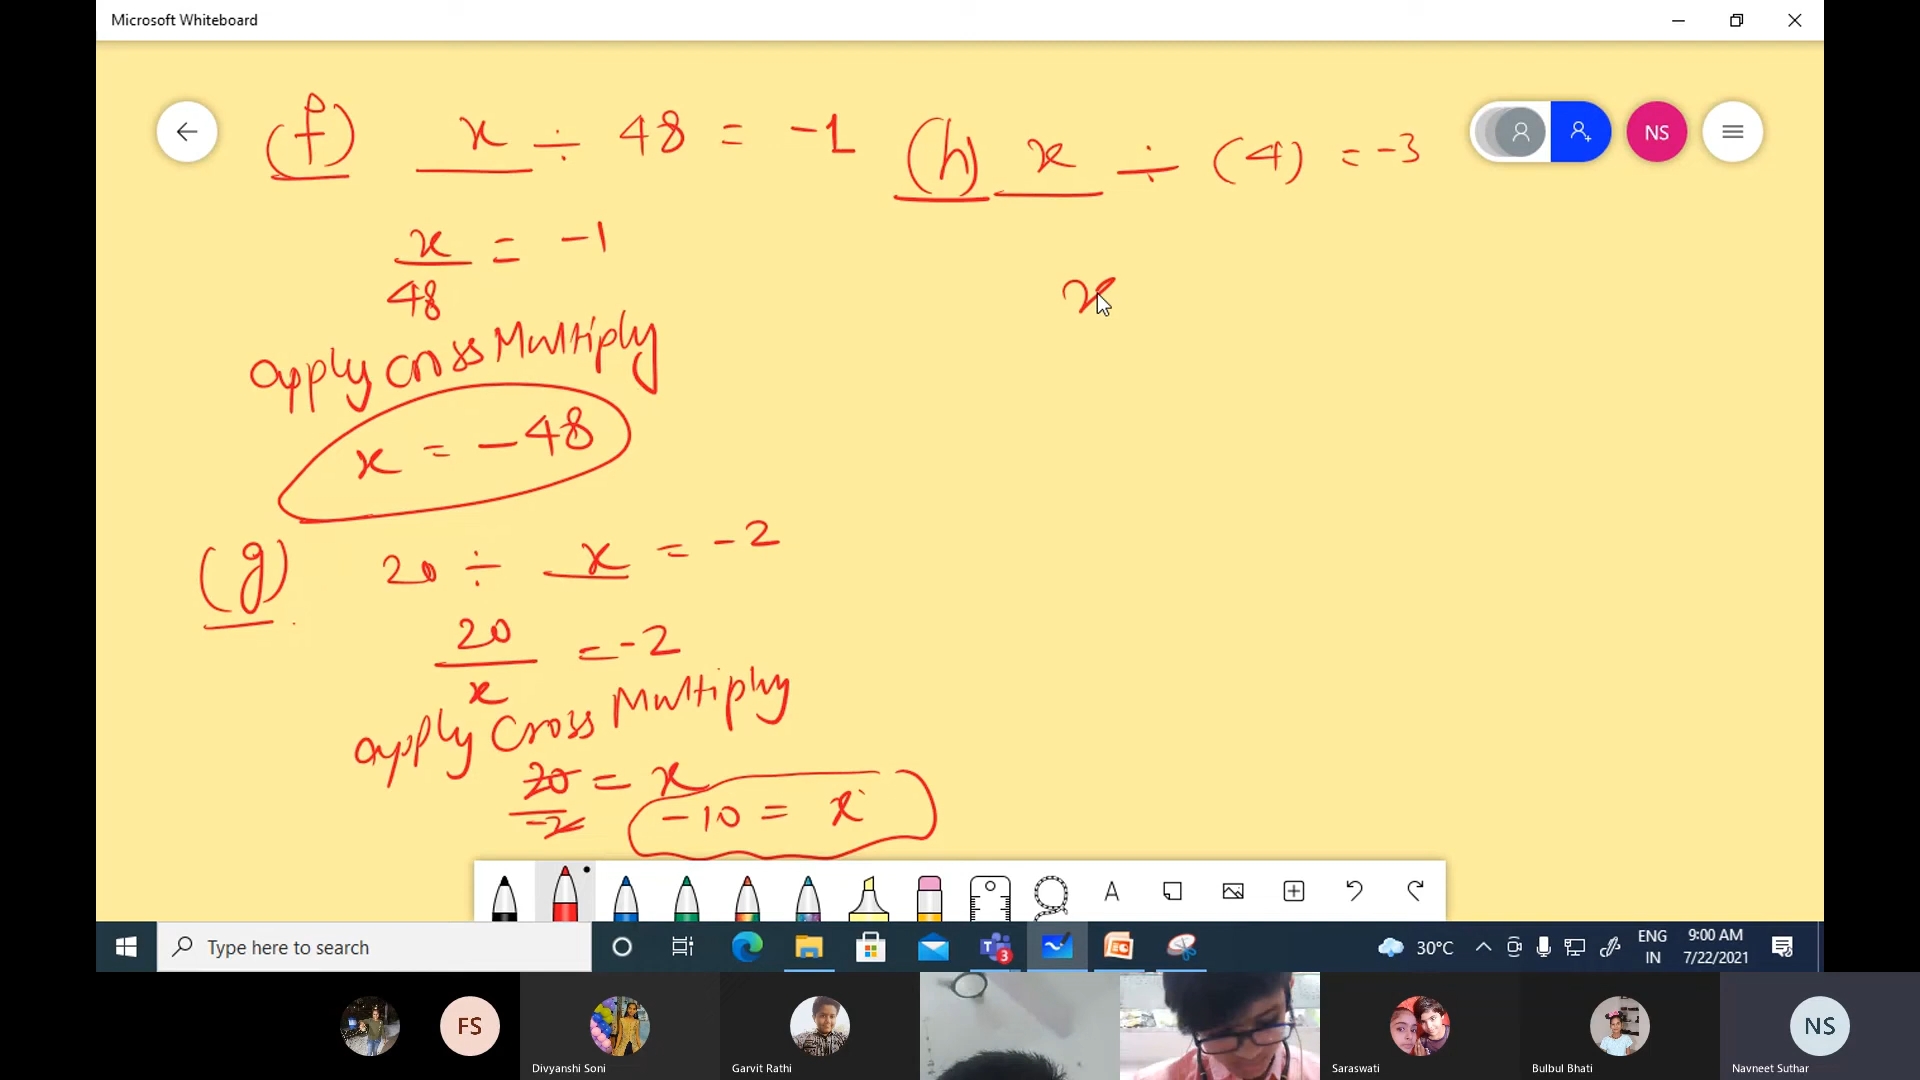 Microsoft Whiteboard
(f) x ÷ 48 = -1
x/48 = -1
apply cross Multiply
x = -48
(g) 20 ÷ x = -2
20/x = -2
apply Cross Multiply
20/-2 = x
-10 = x
(h) x ÷ (4) = -3
x
NS
A
Type here to search
3
30°C
ENG
IN
9:00 AM
7/22/2021
FS
Divyanshi Soni
Garvit Rathi
Saraswati
Bulbul Bhati
NS
Navneet Suthar